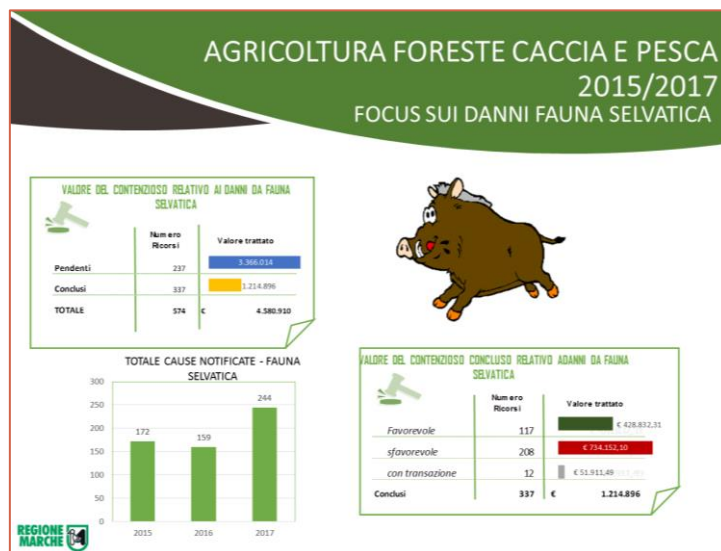 AGRICOLTURA FORESTE CACCIA E PESCA
2015/2017
FOCUS SUI DANNI FAUNA SELVATICA
VALORE DEL CONTENZIOSO RELATIVO AI DANNI DA FAUNA
SELVATICA
Numero
Ricorsi Valore trattato
Pendenti 237 3.366.014
Conclusi 337 1.214.896
TOTALE 574 € 4.580.910
TOTALE CAUSE NOTIFICATE - FAUNA
SELVATICA
300
250
200
150
100
50
0
172
159
244
2015 2016 2017
VALORE DEL CONTENZIOSO CONCLUSO RELATIVO ADANNI DA FAUNA
SELVATICA
Numero
Ricorsi Valore trattato
Favorevole 117 € 428.832,31
sfavorevole 208 € 734.152,10
con transazione 12 € 51.911,49
Conclusi 337 € 1.214.896
REGIONE
MARCHE